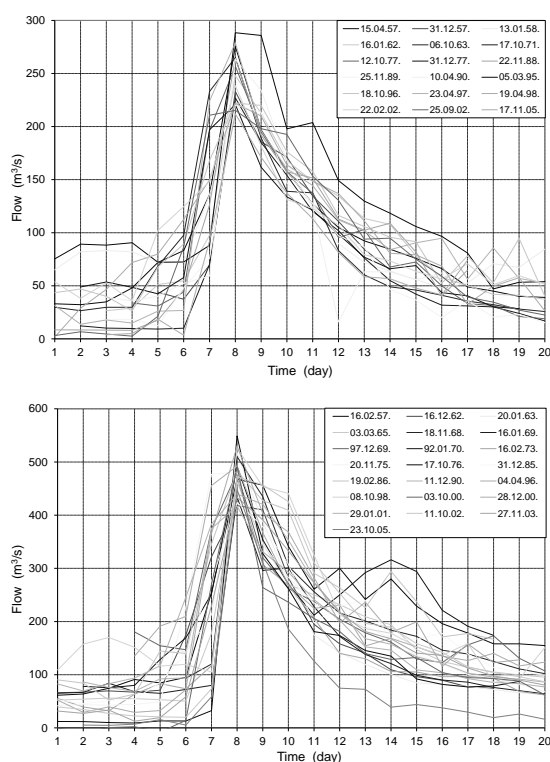 300
250
200
150
100
50
0
Flow (m³/s)
15.04.57. 31.12.57. 13.01.58.
16.01.62. 06.10.63. 17.10.71.
12.10.77. 31.12.77. 22.11.88.
25.11.89. 10.04.90. 05.03.95.
18.10.96. 23.04.97. 19.04.98.
22.02.02. 25.09.02. 17.11.05.
1 2 3 4 5 6 7 8 9 10 11 12 13 14 15 16 17 18 19 20
Time (day)
600
500
400
300
200
100
0
Flow (m³/s)
16.02.57. 16.12.62. 20.01.63.
03.03.65. 18.11.68. 16.01.69.
97.12.69. 92.01.70. 16.02.73.
20.11.75. 17.10.76. 31.12.85.
19.02.86. 11.12.90. 04.04.96.
08.10.98. 03.10.00. 28.12.00.
29.01.01. 11.10.02. 27.11.03.
23.10.05.
1 2 3 4 5 6 7 8 9 10 11 12 13 14 15 16 17 18 19 20
Time (day)